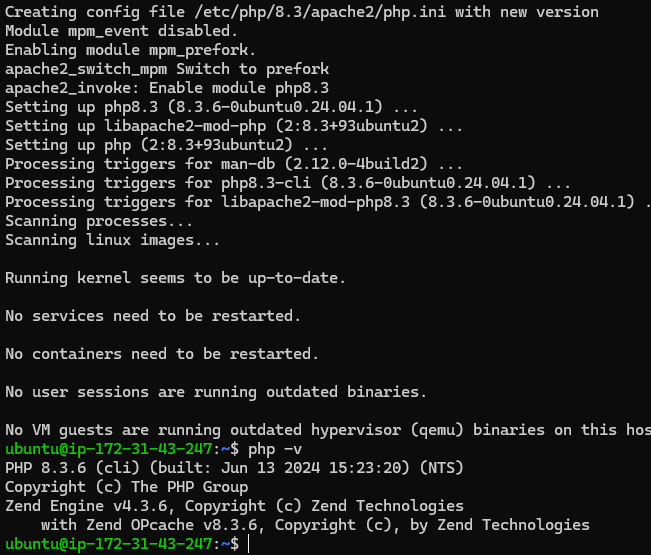 Creating config file /etc/php/8.3/apache2/php.ini with new version
Module mpm_event disabled.
Enabling module mpm_prefork.
apache2_switch_mpm Switch to prefork
apache2_invoke: Enable module php8.3
Setting up php8.3 (8.3.6-0ubuntu0.24.04.1) ...
Setting up libapache2-mod-php (2:8.3+93ubuntu2) ...
Setting up php (2:8.3+93ubuntu2) ...
Processing triggers for man-db (2.12.0-4build2) ...
Processing triggers for php8.3-cli (8.3.6-0ubuntu0.24.04.1) ...
Processing triggers for libapache2-mod-php8.3 (8.3.6-0ubuntu0.24.04.1) .
Scanning processes...
Scanning linux images...
Running kernel seems to be up-to-date.
No services need to be restarted.
No containers need to be restarted.
No user sessions are running outdated binaries.
No VM guests are running outdated hypervisor (qemu) binaries on this hos
ubuntu@ip-172-31-43-247:~$ php -v
PHP 8.3.6 (cli) (built: Jun 13 2024 15:23:20) (NTS)
Copyright (c) The PHP Group
Zend Engine v4.3.6, Copyright (c) Zend Technologies
    with Zend OPcache v8.3.6, Copyright (c), by Zend Technologies
ubuntu@ip-172-31-43-247:~$